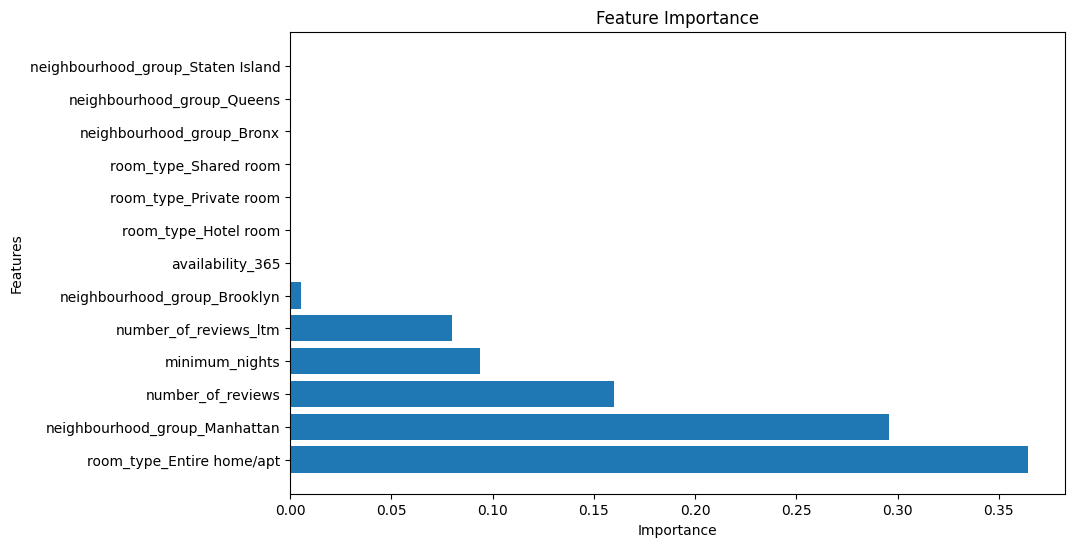 Feature Importance
Features
neighbourhood_group_Staten Island
neighbourhood_group_Queens
neighbourhood_group_Bronx
room_type_Shared room
room_type_Private room
room_type_Hotel room
availability_365
neighbourhood_group_Brooklyn
number_of_reviews_ltm
minimum_nights
number_of_reviews
neighbourhood_group_Manhattan
room_type_Entire home/apt
0.00 0.05 0.10 0.15 0.20 0.25 0.30 0.35
Importance